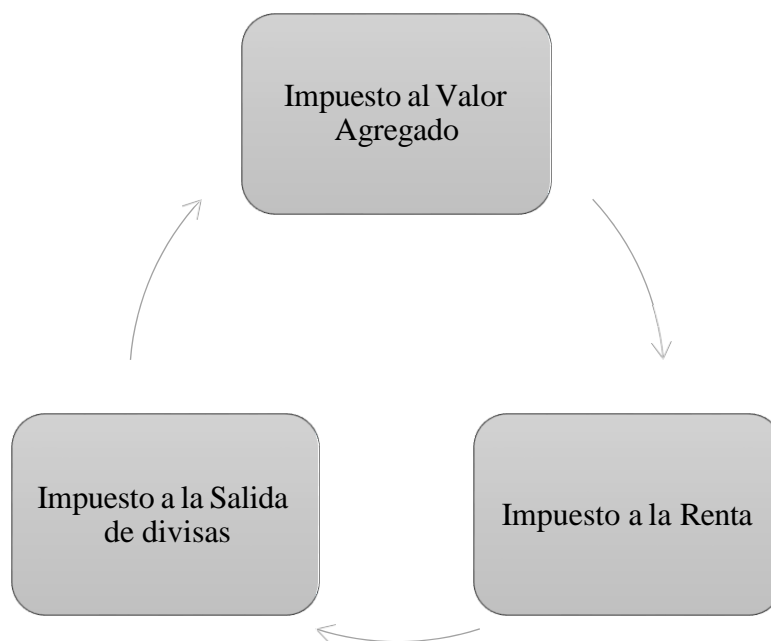 Impuesto al Valor
Agregado
Impuesto a la Salida
de divisas
Impuesto a la Renta